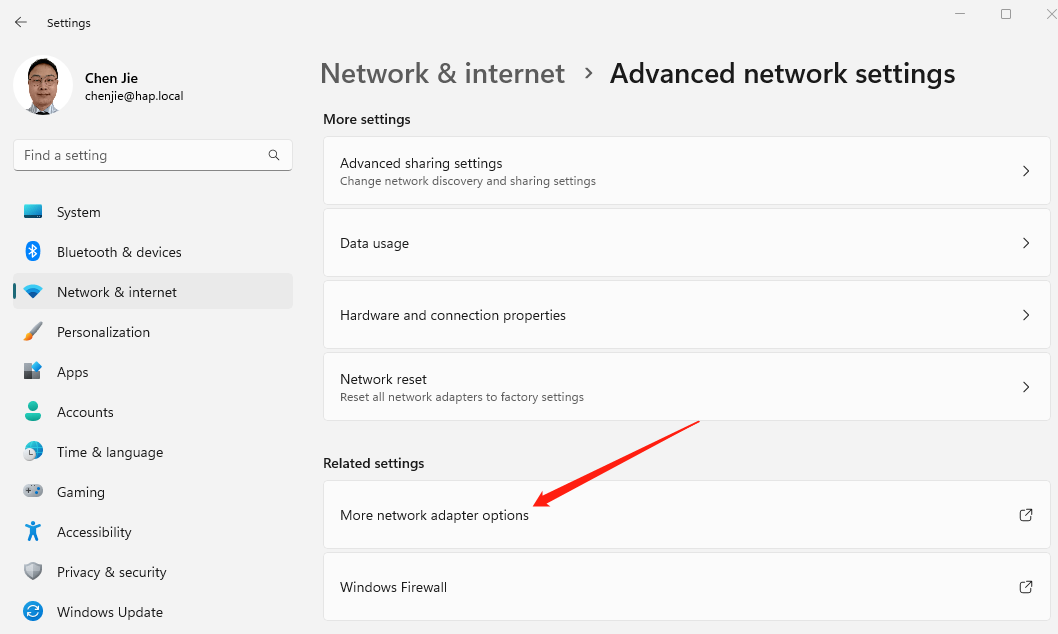 Settings
Chen Jie
chenjie@hap.local
Find a setting
System
Bluetooth & devices
Network & internet
Personalization
Apps
Accounts
Time & language
Gaming
Accessibility
Privacy & security
Windows Update
Network & internet > Advanced network settings
More settings
Advanced sharing settings
Change network discovery and sharing settings
Data usage
Hardware and connection properties
Network reset
Reset all network adapters to factory settings
Related settings
More network adapter options
Windows Firewall